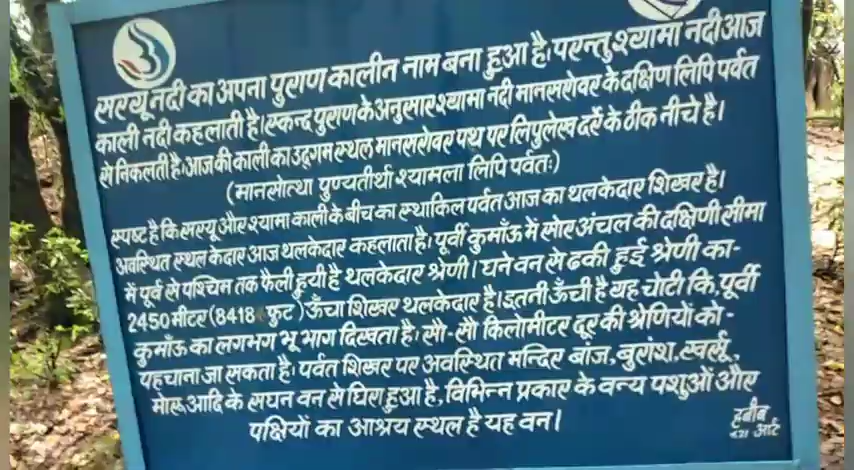 सरयू नदी का अपना पुराण कालीन नाम बना हुआ है। परन्तु श्यामा नदी आज
काली नदी कहलाती है। स्कन्द पुराण के अनुसार श्यामा नदी मानसरोवर के दक्षिण लिपि पर्वत
से निकलती है। आज की काली का उद्गम स्थल मानसरोवर पथ पर लिपुलेख दर्रे के ठीक नीचे है।
(मानसोत्था पुण्यतीर्था श्यामला लिपि पर्वतः)
स्पष्ट है कि सरयू और श्यामा काली के बीच का स्थाकिल पर्वत आज का थलकेदार शिखर है।
अवस्थित स्थल केदार आज थलकेदार कहलाता है। पूर्वी कुमाँऊ में सोर अंचल की दक्षिणी सीमा
में पूर्व से पश्चिम तक फैली हुयी है थलकेदार श्रेणी। घने वन से ढकी हुई श्रेणी का-
2450 मीटर (8418 फुट) ऊँचा शिखर थलकेदार है। इतनी ऊँची है यह चोटी कि, पूर्वी
कुमाँऊ का लगभग भू भाग दिखता है। सौ-सौ किलोमीटर दूर की श्रेणियों को-
पहचाना जा सकता है। पर्वत शिखर पर अवस्थित मन्दिर बाज, बुरांश, खर्सू,
मोरू आदि के सघन वन से घिरा हुआ है, विभिन्न प्रकार के वन्य पशुओं और
पक्षियों का आश्रय स्थल है यह वन।
हबीब
आर्ट